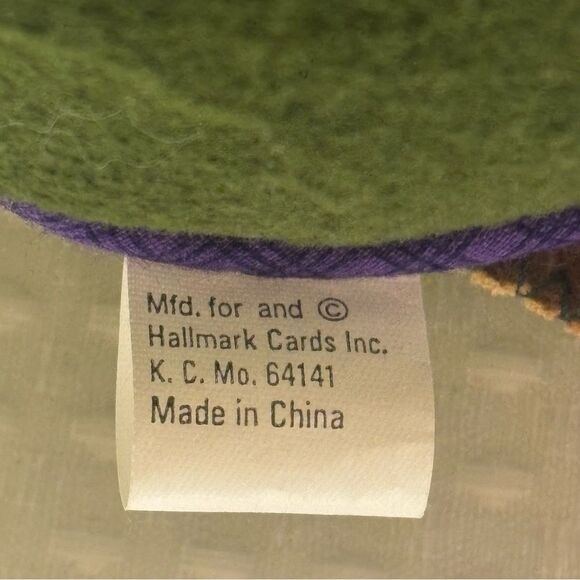 Mfd. for and ©
Hallmark Cards Inc.
K. C. Mo. 64141
Made in China